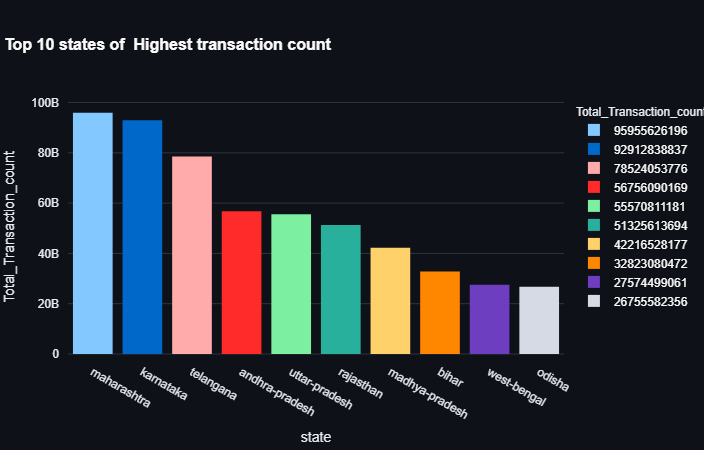 Top 10 states of  Highest transaction count
Total_Transaction_count
100B
80B
60B
40B
20B
0
maharashtra
karnataka
telangana
andhra-pradesh
uttar-pradesh
rajasthan
madhya-pradesh
bihar
west-bengal
odisha
state
Total_Transaction_count
95955626196
92912838837
78524053776
56756090169
55570811181
51325613694
42216528177
32823080472
27574499061
26755582356